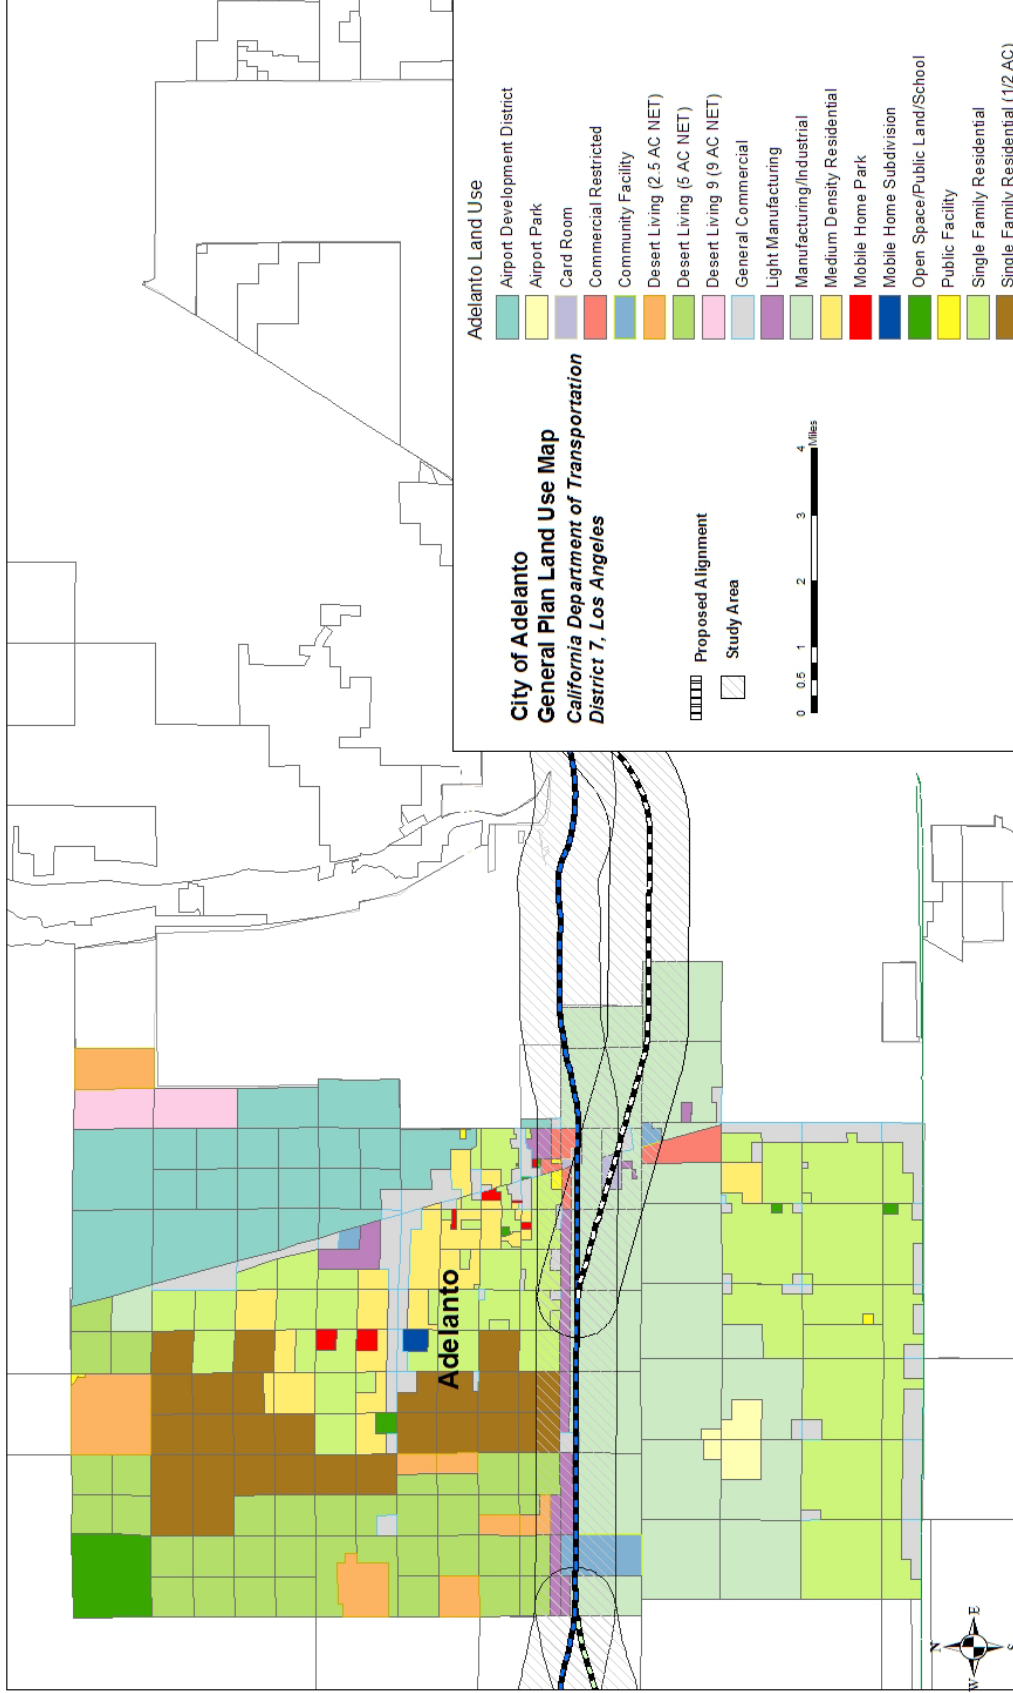 Adelanto
City of Adelanto
General Plan Land Use Map
California Department of Transportation
District 7, Los Angeles
Proposed Alignment
Study Area
0 0.5 1 2 3 4
Miles
Adelanto Land Use
Airport Development District
Airport Park
Card Room
Commercial Restricted
Community Facility
Desert Living (2.5 AC NET)
Desert Living (5 AC NET)
Desert Living 9 (9 AC NET)
General Commercial
Light Manufacturing
Manufacturing/Industrial
Medium Density Residential
Mobile Home Park
Mobile Home Subdivision
Open Space/Public Land/School
Public Facility
Single Family Residential
Single Family Residential (1/2 AC)
N
W E
S